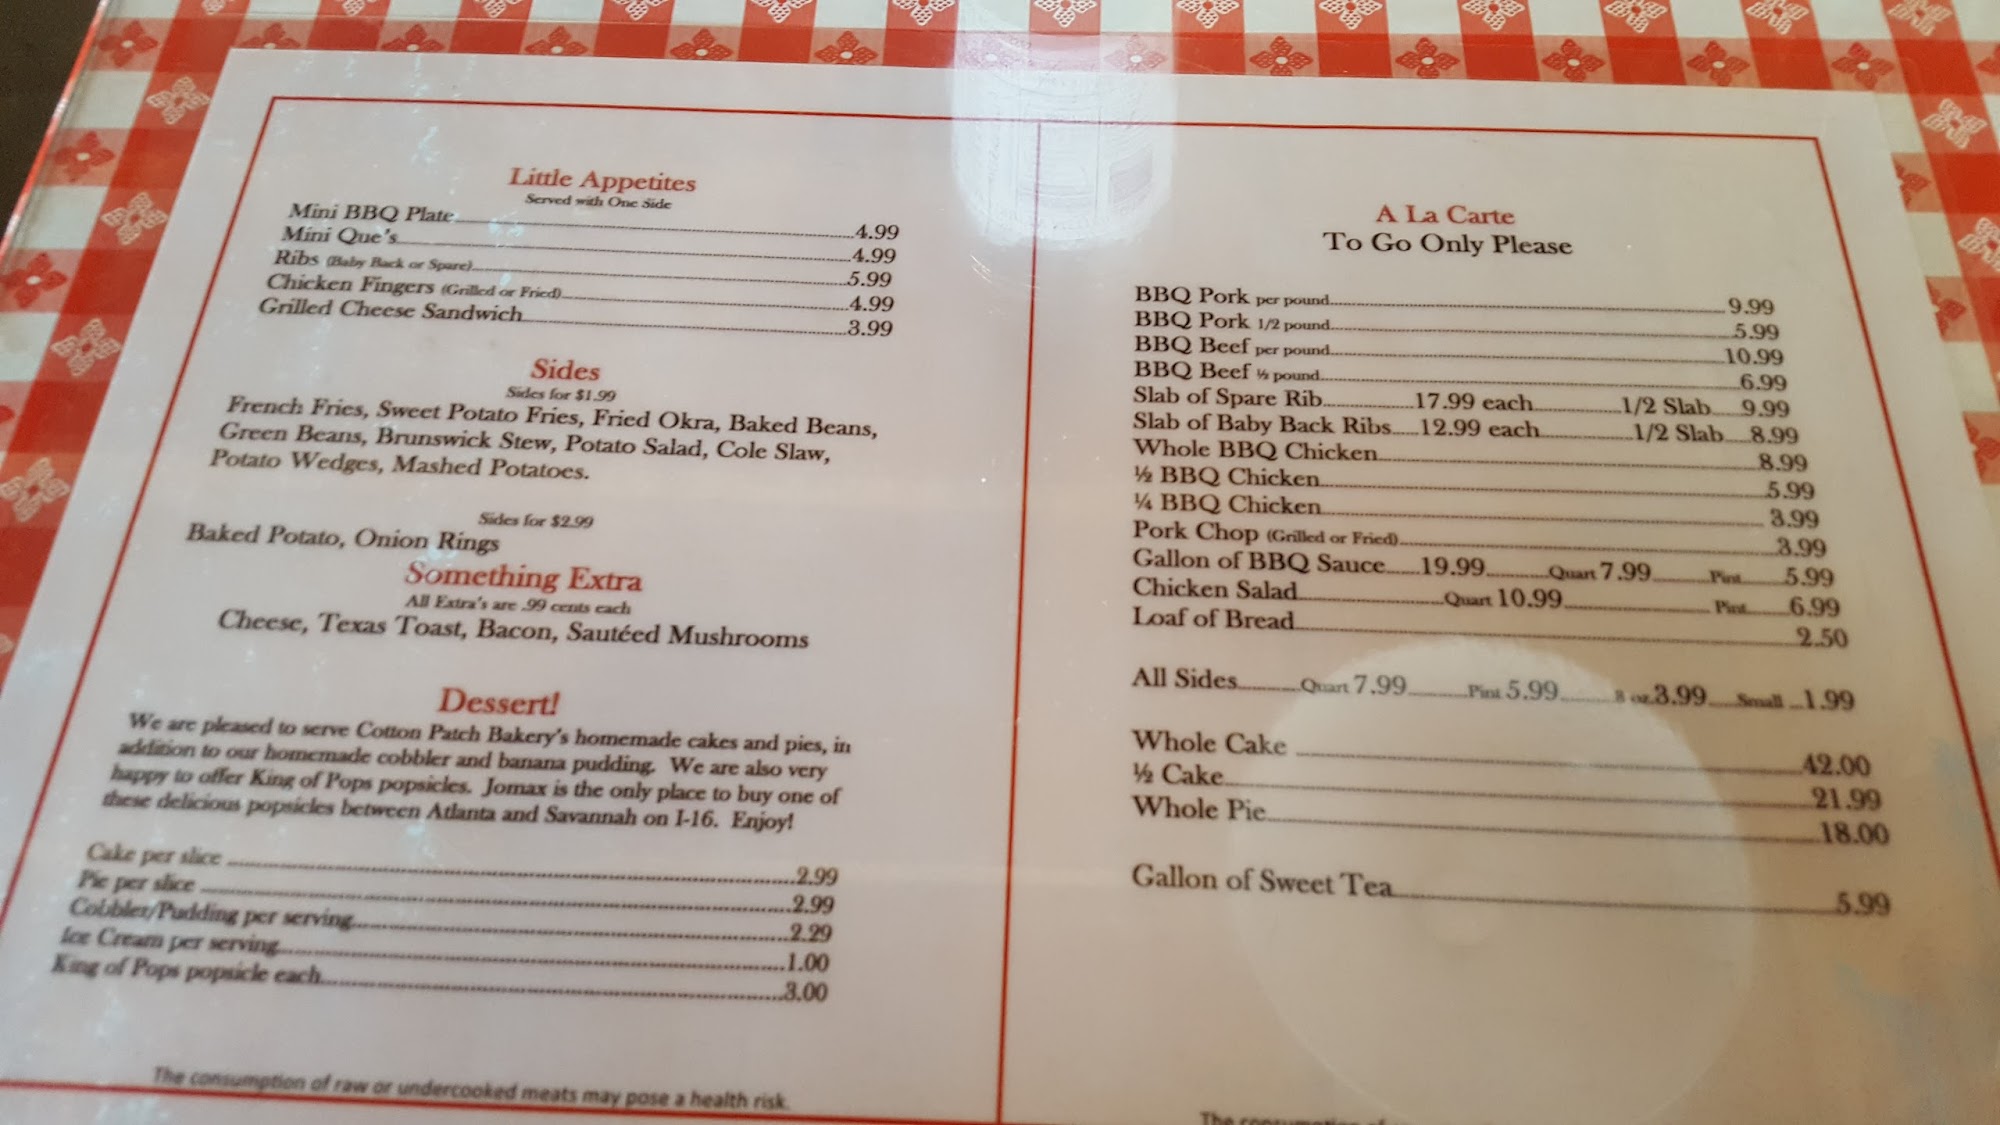 Little Appetites
Served with One Side
Mini BBQ Plate 4.99
Mini Que's 4.99
Ribs (Baby Back or Spare) 5.99
Chicken Fingers (Grilled or Fried) 4.99
Grilled Cheese Sandwich 3.99
Sides
Sides for $1.99
French Fries, Sweet Potato Fries, Fried Okra, Baked Beans,
Green Beans, Brunswick Stew, Potato Salad, Cole Slaw,
Potato Wedges, Mashed Potatoes.
Sides for $2.99
Baked Potato, Onion Rings
Something Extra
All Extra's are .99 cents each
Cheese, Texas Toast, Bacon, Sautéed Mushrooms
Dessert!
We are pleased to serve Cotton Patch Bakery's homemade cakes and pies, in
addition to our homemade cobbler and banana pudding. We are also very
happy to offer King of Pops popsicles. Jomax is the only place to buy one of
these delicious popsicles between Atlanta and Savannah on I-16. Enjoy!
Cake per slice 2.99
Pie per slice 2.99
Cobbler/Pudding per serving 2.29
Ice Cream per serving 1.00
King of Pops popsicle each 3.00
The consumption of raw or undercooked meats may pose a health risk.
A La Carte
To Go Only Please
BBQ Pork per pound 9.99
BBQ Pork 1/2 pound 5.99
BBQ Beef per pound 10.99
BBQ Beef ½ pound 6.99
Slab of Spare Rib 17.99 each 1/2 Slab 9.99
Slab of Baby Back Ribs 12.99 each 1/2 Slab 8.99
Whole BBQ Chicken 8.99
½ BBQ Chicken 5.99
¼ BBQ Chicken 3.99
Pork Chop (Grilled or Fried) 3.99
Gallon of BBQ Sauce 19.99 Quart 7.99 Pint 5.99
Chicken Salad Quart 10.99 Pint 6.99
Loaf of Bread 2.50
All Sides Quart 7.99 Pint 5.99 8 oz. 3.99 Small 1.99
Whole Cake 42.00
½ Cake 21.99
Whole Pie 18.00
Gallon of Sweet Tea 5.99
The consumption of